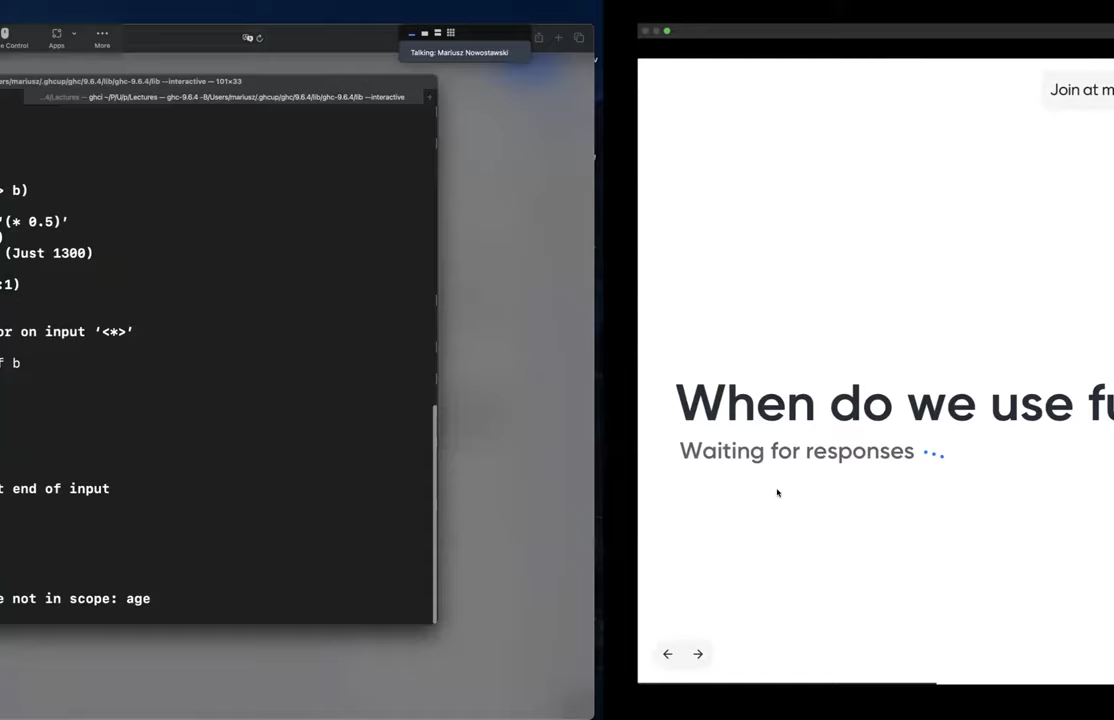 e Control
Apps
More
Talking: Mariusz Nowostawski
ers/mariusz/.ghcup/ghc/9.6.4/lib/ghc-9.6.4/lib --interactive — 101×33
...4/Lectures — ghci ~/P/U/p/Lectures — ghc-9.6.4 -B/Users/mariusz/.ghcup/ghc/9.6.4/lib/ghc-9.6.4/lib --interactive
> b)
'(* 0.5)’
)
(Just 1300)
:1)
or on input ‘<*>’
f b
t end of input
e not in scope: age
Join at m
When do we use fu
Waiting for responses ...